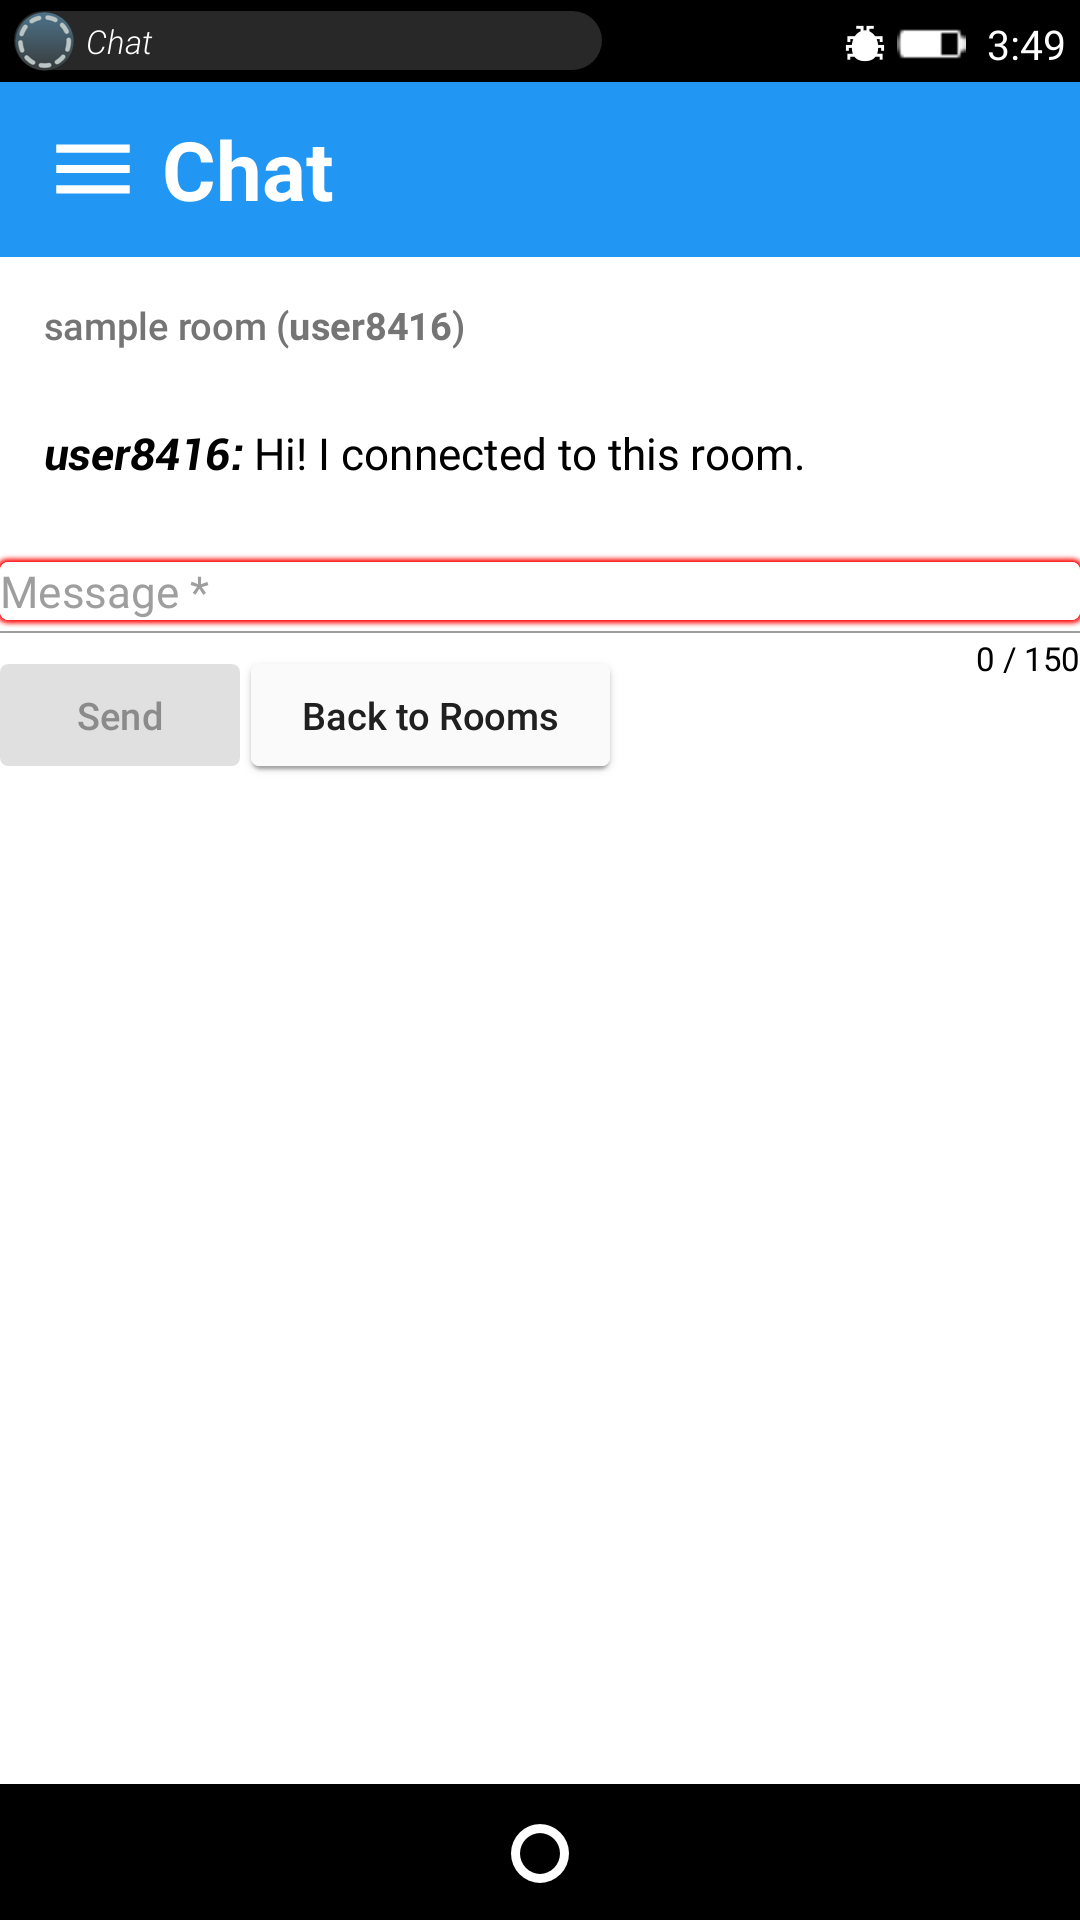 Chat
3:49
Chat
sample room (user8416)
user8416: Hi! I connected to this room.
Message *
0 / 150
Send
Back to Rooms